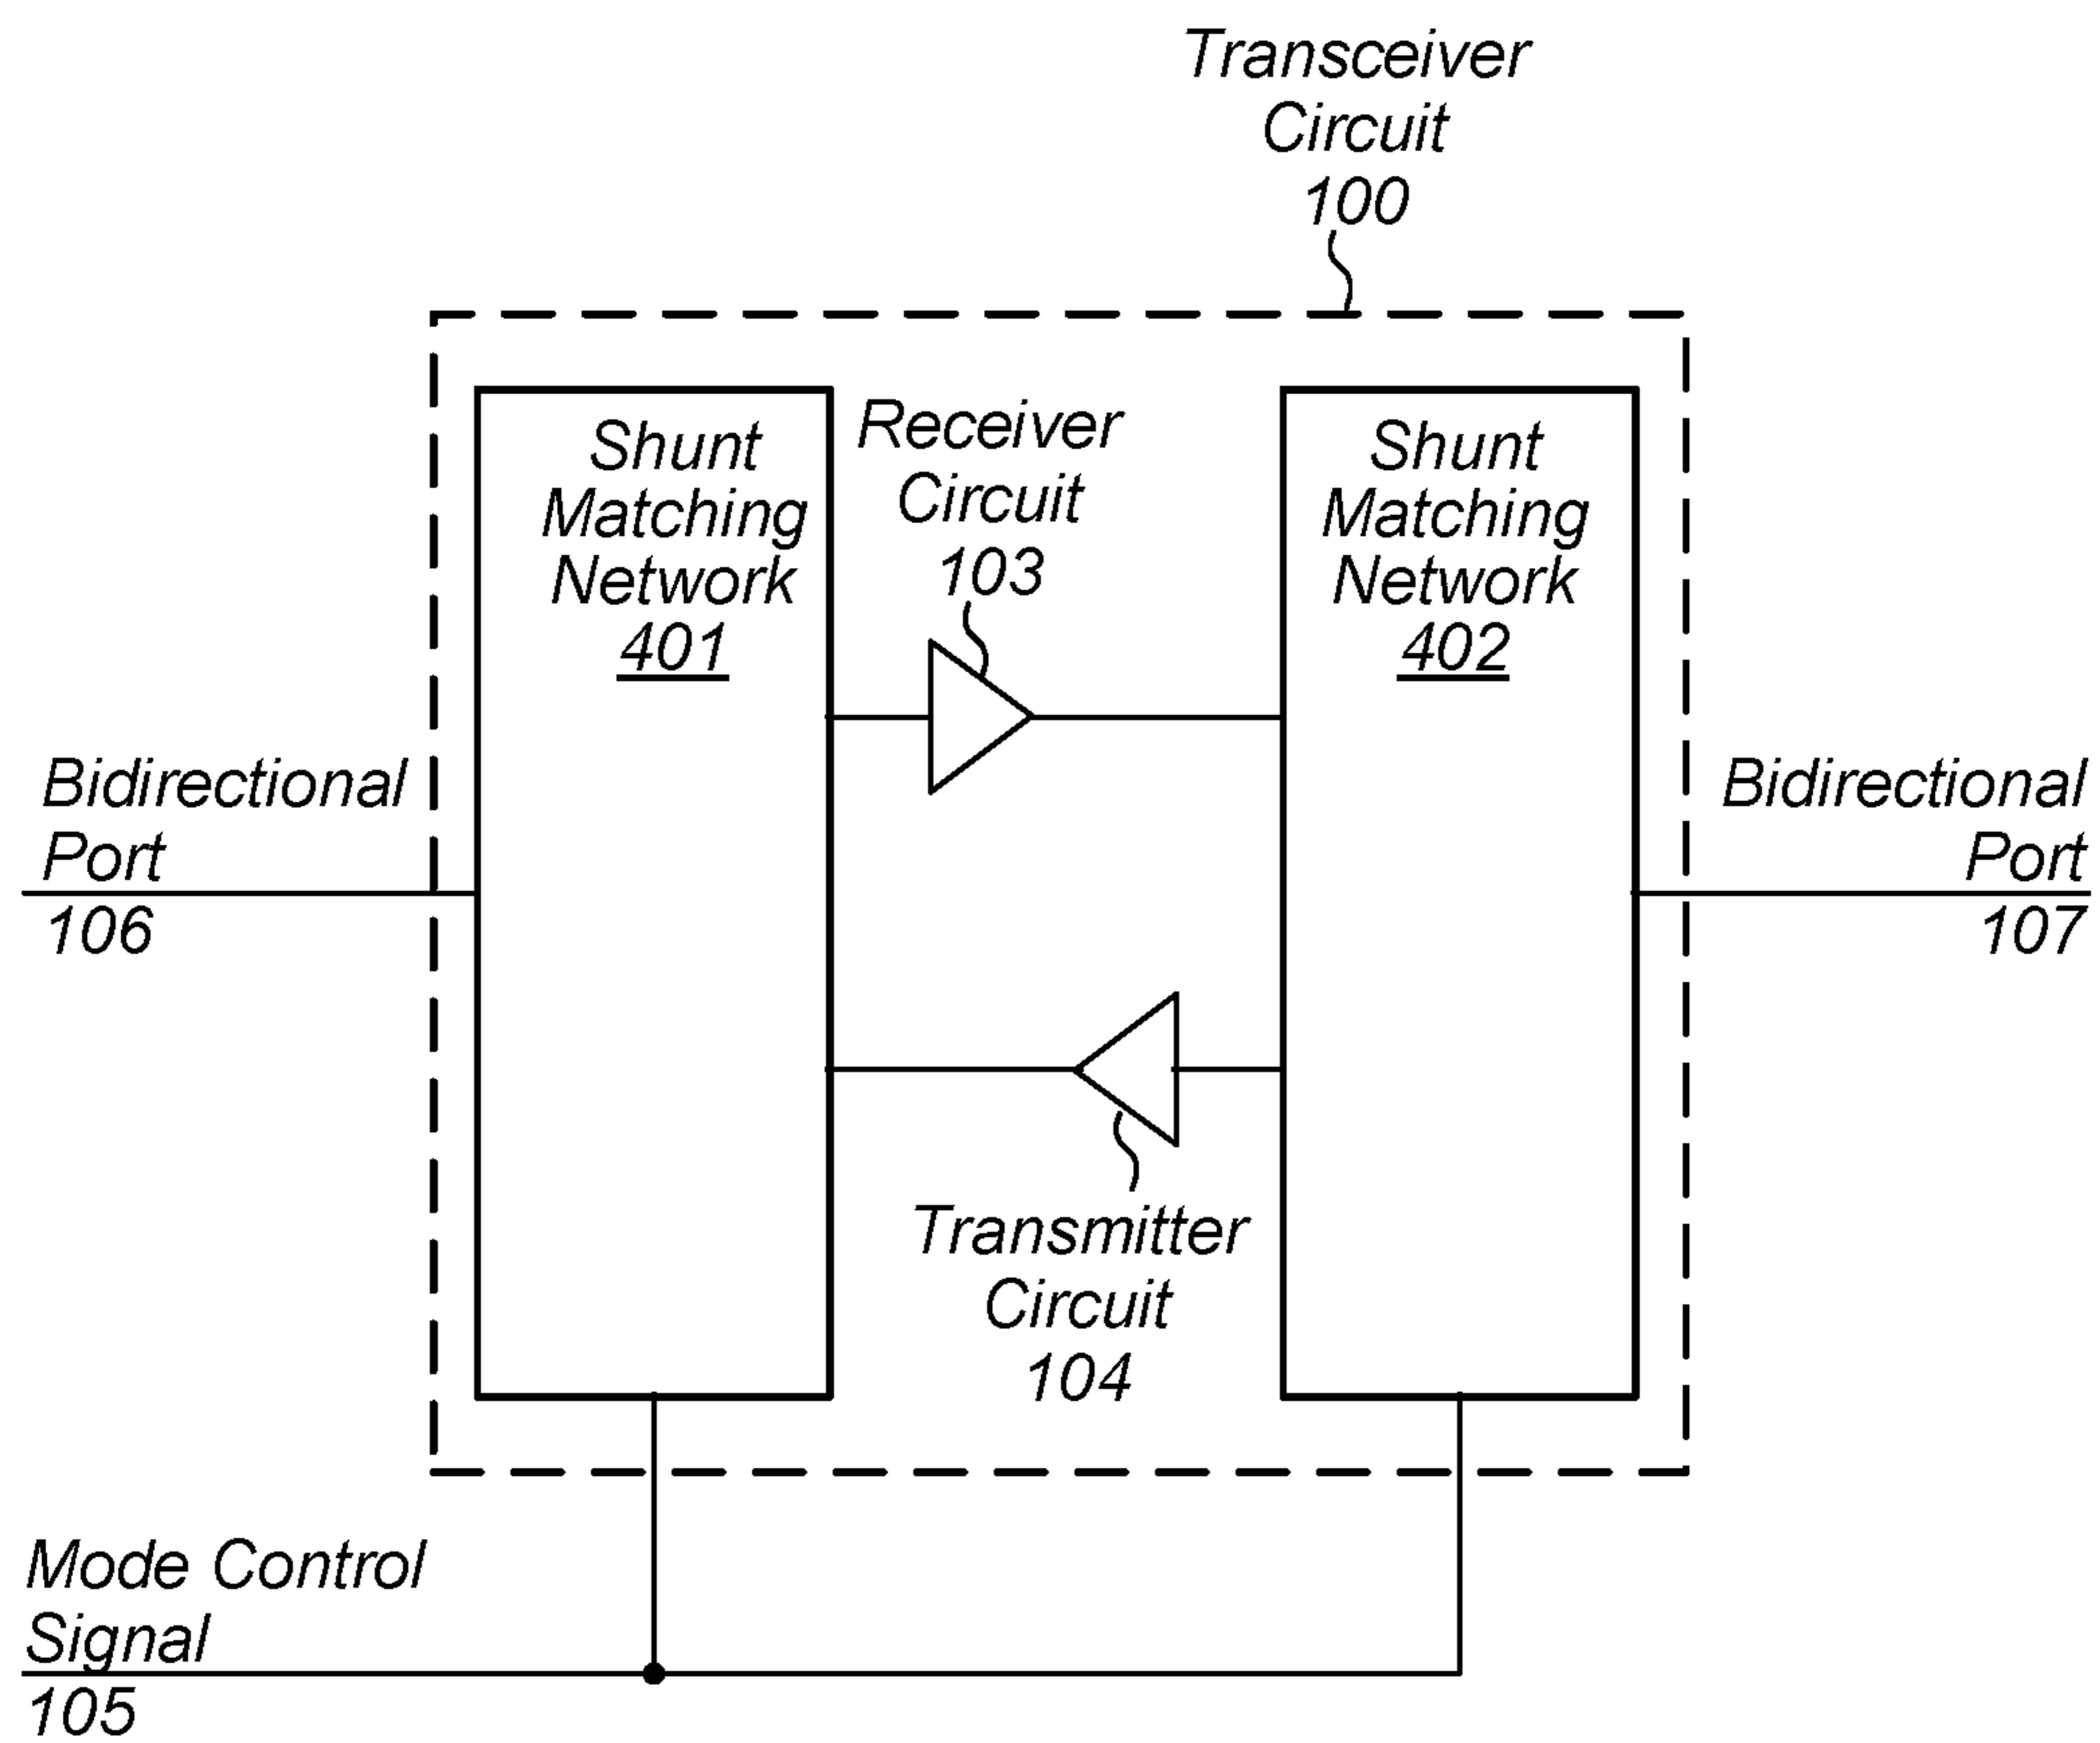 Transceiver
Circuit
100
Shunt
Matching
Network
401
Receiver
Circuit
103
Shunt
Matching
Network
402
Bidirectional
Port
106
Bidirectional
Port
107
Transmitter
Circuit
104
Mode Control
Signal
105